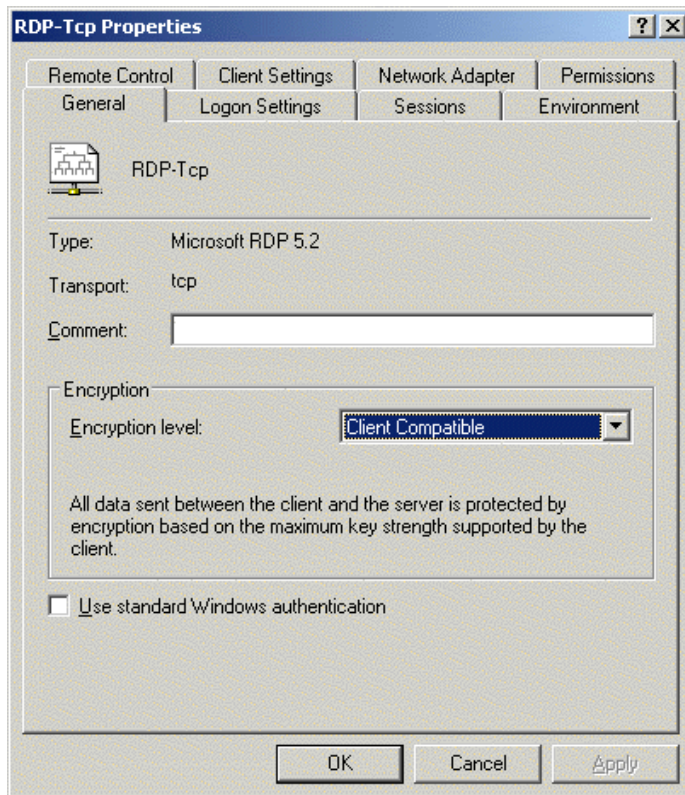 RDP-Tcp Properties
Remote Control Client Settings Network Adapter Permissions
General Logon Settings Sessions Environment
RDP-Tcp
Type: Microsoft RDP 5.2
Transport: tcp
Comment:
Encryption
Encryption level: Client Compatible
All data sent between the client and the server is protected by
encryption based on the maximum key strength supported by the
client.
Use standard Windows authentication
OK Cancel Apply